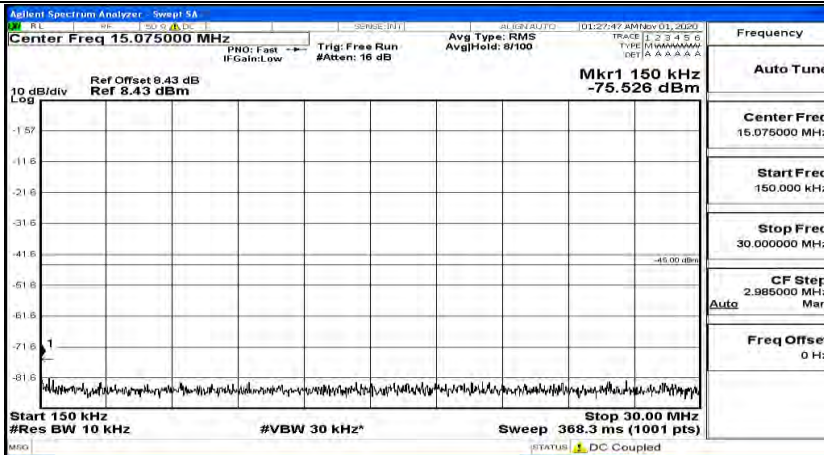 Agilent Spectrum Analyzer - Swept SA
RL RF 50 Ω DC SENSE:INT ALIGN AUTO 01:27:47 AM Nov 01, 2020
Center Freq 15.075000 MHz
PNO: Fast
IFGain:Low
Trig: Free Run
#Atten: 16 dB
Avg Type: RMS
Avg|Hold: 8/100
TRACE 1 2 3 4 5 6
TYPE MWWWWW
DET A A A A A A
Ref Offset 8.43 dB
10 dB/div Ref 8.43 dBm
Log
Mkr1 150 kHz
-75.526 dBm
-1.57
-11.6
-21.6
-31.6
-41.6
-45.00 dBm
-51.6
-61.6
-71.6
1
-81.6
Start 150 kHz
Stop 30.00 MHz
#Res BW 10 kHz
#VBW 30 kHz*
Sweep 368.3 ms (1001 pts)
MSG
STATUS
DC Coupled
Frequency
Auto Tune
Center Freq
15.075000 MHz
Start Freq
150.000 kHz
Stop Freq
30.000000 MHz
CF Step
2.985000 MHz
Auto Man
Freq Offset
0 Hz